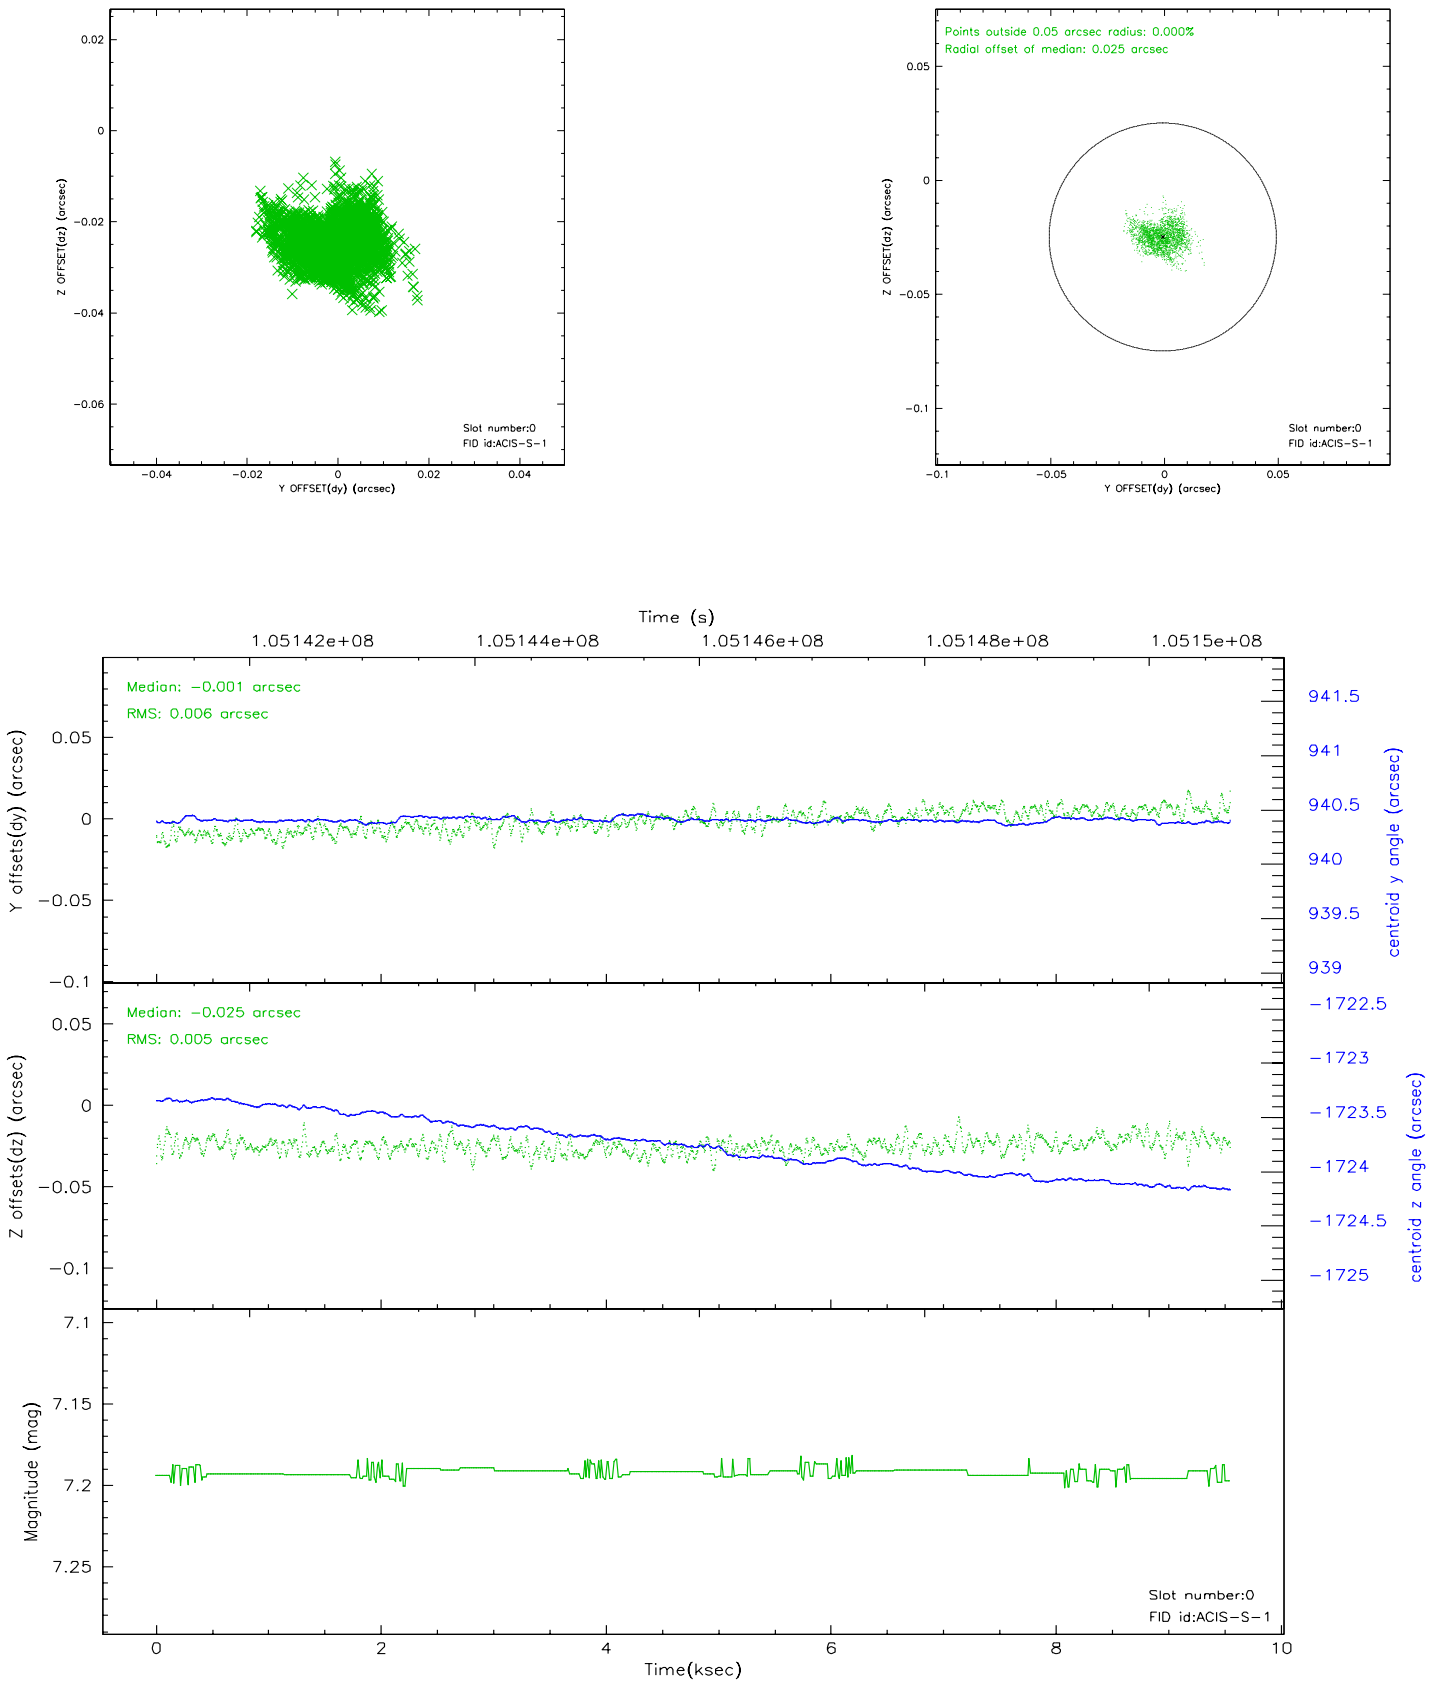 0.02
0
−0.02
−0.04
−0.06
Z OFFSET(dz) (arcsec)
−0.04
−0.02
0
0.02
0.04
Y OFFSET(dy) (arcsec)
Slot number:0
FID id:ACIS−S−1
Points outside 0.05 arcsec radius: 0.000%
Radial offset of median: 0.025 arcsec
0.05
0
−0.05
−0.1
Z OFFSET(dz) (arcsec)
−0.1
−0.05
0
0.05
Y OFFSET(dy) (arcsec)
Slot number:0
FID id:ACIS−S−1
Time (s)
1.05142e+08
1.05144e+08
1.05146e+08
1.05148e+08
1.0515e+08
Median: −0.001 arcsec
RMS: 0.006 arcsec
0.05
0
−0.05
−0.1
Y offsets(dy) (arcsec)
941.5
941
940.5
940
939.5
939
centroid y angle (arcsec)
Median: −0.025 arcsec
RMS: 0.005 arcsec
0.05
0
−0.05
−0.1
Z offsets(dz) (arcsec)
−1722.5
−1723
−1723.5
−1724
−1724.5
−1725
centroid z angle (arcsec)
7.1
7.15
7.2
7.25
Magnitude (mag)
Slot number:0
FID id:ACIS−S−1
0
2
4
6
8
10
Time(ksec)